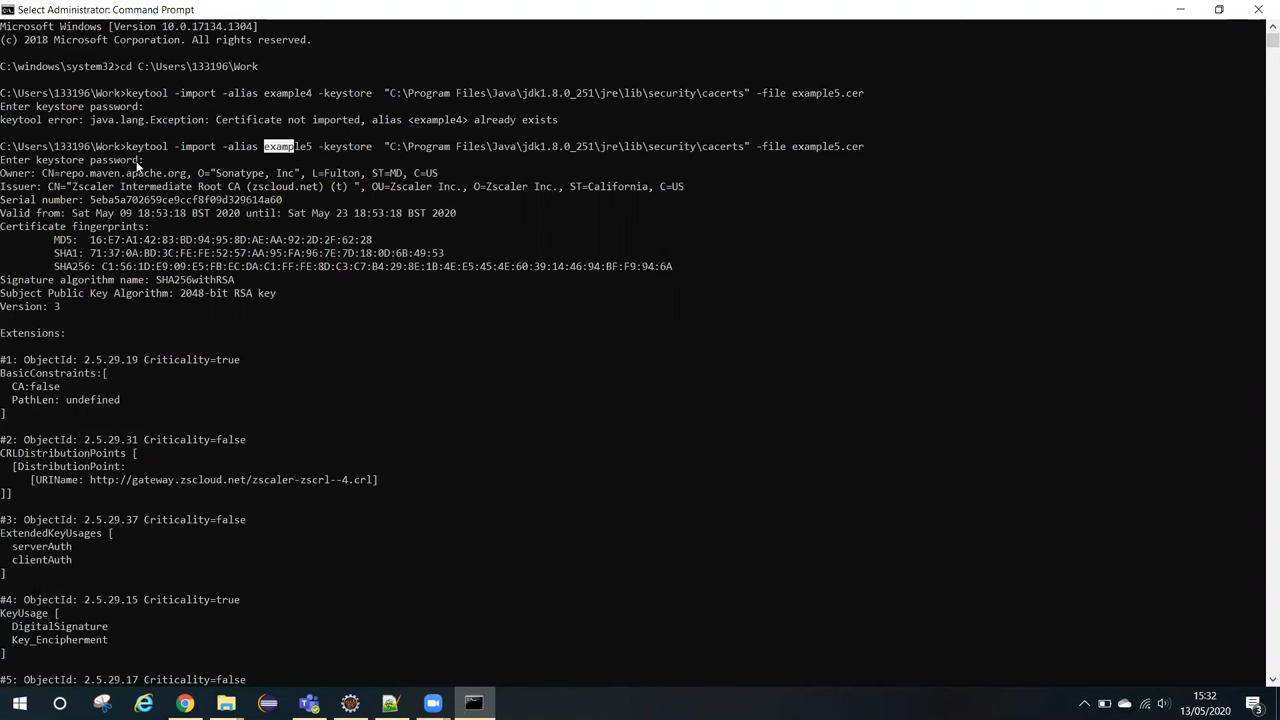 Select Administrator: Command Prompt
Microsoft Windows [Version 10.0.17134.1304]
(c) 2018 Microsoft Corporation. All rights reserved.
C:\windows\system32>cd C:\Users\133196\Work
C:\Users\133196\Work>keytool -import -alias example4 -keystore  "C:\Program Files\Java\jdk1.8.0_251\jre\lib\security\cacerts" -file example5.cer
Enter keystore password:
keytool error: java.lang.Exception: Certificate not imported, alias <example4> already exists
C:\Users\133196\Work>keytool -import -alias example5 -keystore  "C:\Program Files\Java\jdk1.8.0_251\jre\lib\security\cacerts" -file example5.cer
Enter keystore password:
Owner: CN=repo.maven.apache.org, O="Sonatype, Inc", L=Fulton, ST=MD, C=US
Issuer: CN="Zscaler Intermediate Root CA (zscloud.net) (t) ", OU=Zscaler Inc., O=Zscaler Inc., ST=California, C=US
Serial number: 5eba5a702659ce9ccf8f09d329614a60
Valid from: Sat May 09 18:53:18 BST 2020 until: Sat May 23 18:53:18 BST 2020
Certificate fingerprints:
MD5:  16:E7:A1:42:83:BD:94:95:8D:AE:AA:92:2D:2F:62:28
SHA1: 71:37:0A:BD:3C:FE:FE:52:57:AA:95:FA:96:7E:7D:18:0D:6B:49:53
SHA256: C1:56:1D:E9:09:E5:FB:EC:DA:C1:FF:FE:8D:C3:C7:B4:29:8E:1B:4E:E5:45:4E:60:39:14:46:94:BF:F9:94:6A
Signature algorithm name: SHA256withRSA
Subject Public Key Algorithm: 2048-bit RSA key
Version: 3
Extensions:
#1: ObjectId: 2.5.29.19 Criticality=true
BasicConstraints:[
CA:false
PathLen: undefined
]
#2: ObjectId: 2.5.29.31 Criticality=false
CRLDistributionPoints [
[DistributionPoint:
[URIName: http://gateway.zscloud.net/zscaler-zscrl--4.crl]
]]
#3: ObjectId: 2.5.29.37 Criticality=false
ExtendedKeyUsages [
serverAuth
clientAuth
]
#4: ObjectId: 2.5.29.15 Criticality=true
KeyUsage [
DigitalSignature
Key_Encipherment
]
#5: ObjectId: 2.5.29.17 Criticality=false
15:32
13/05/2020
3